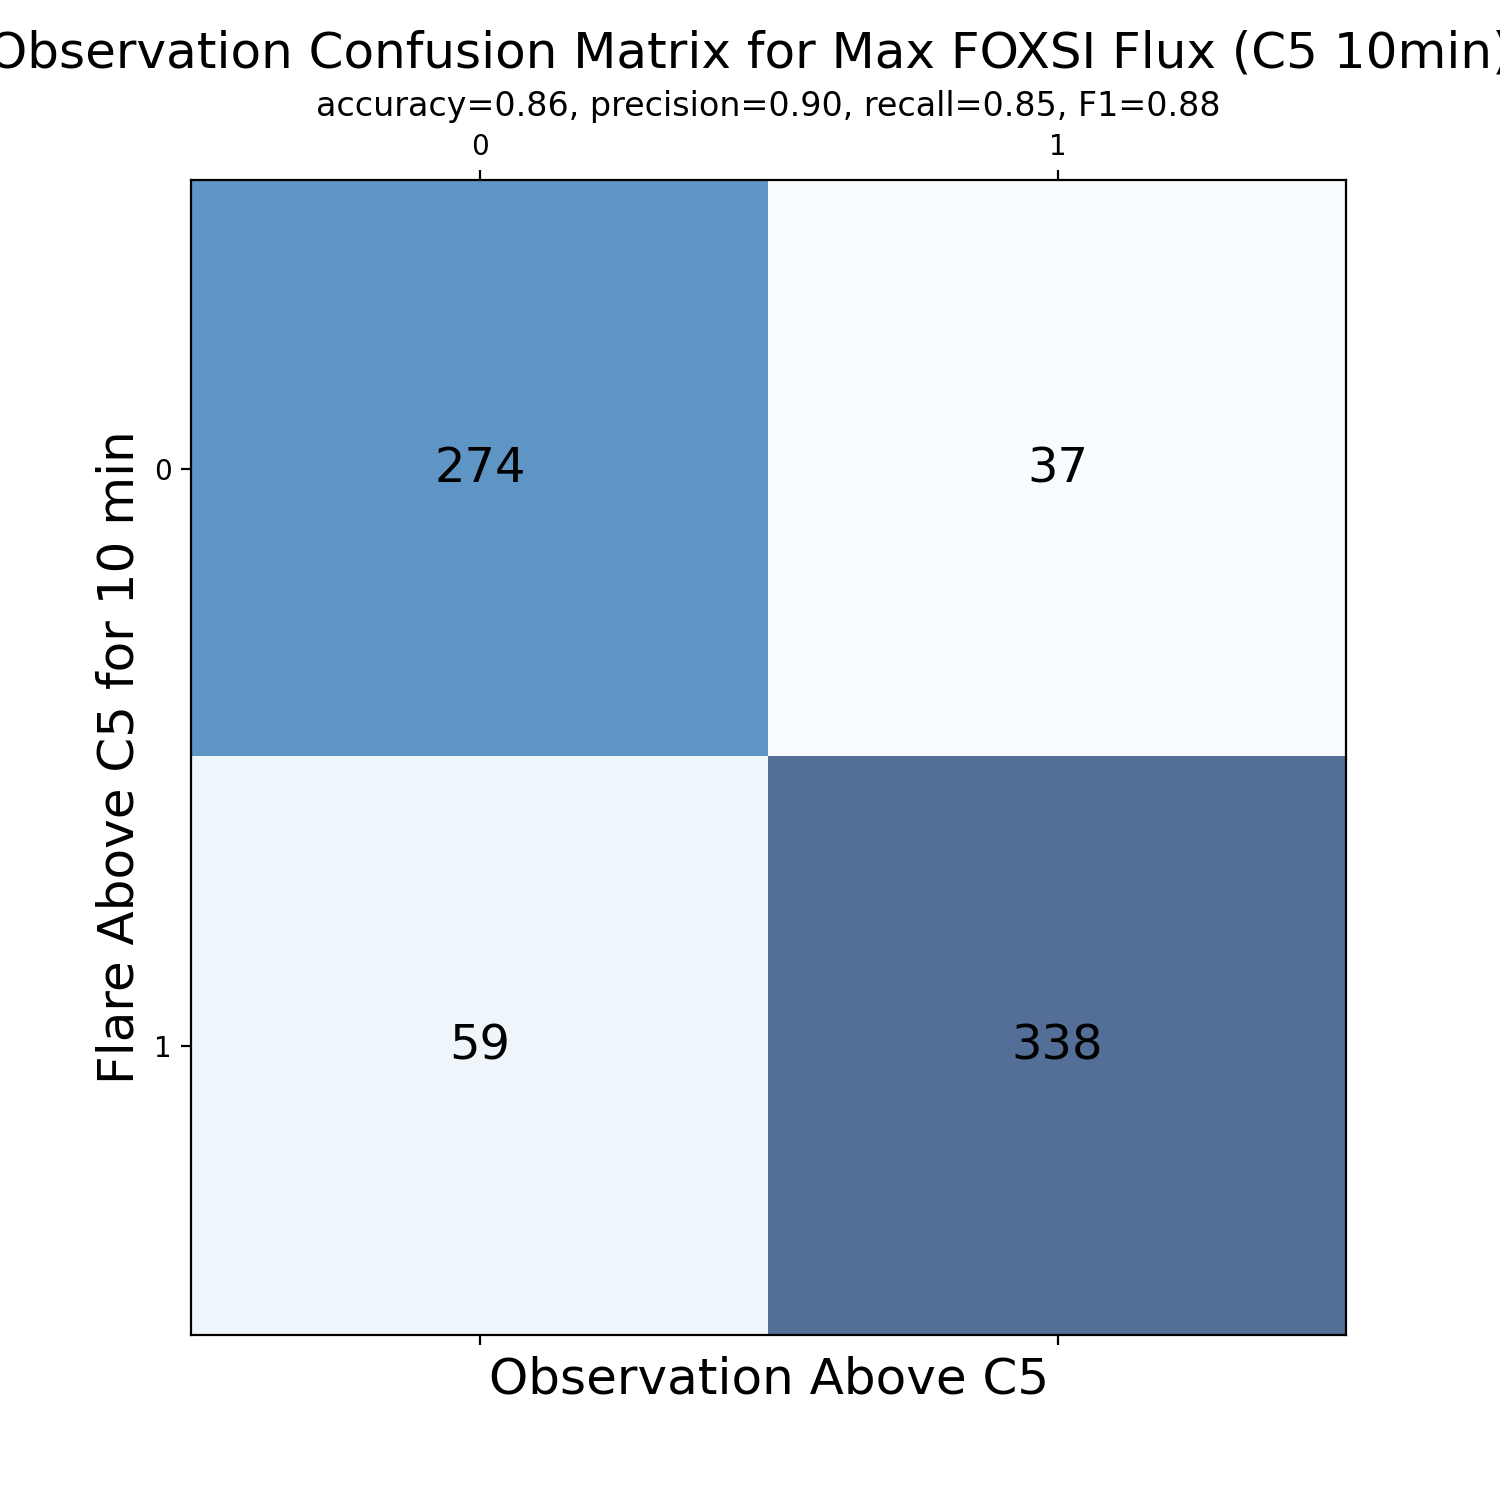 Observation Confusion Matrix for Max FOXSI Flux (C5 10min)
accuracy=0.86, precision=0.90, recall=0.85, F1=0.88
0 1
Flare Above C5 for 10 min
0
274 37
1
59 338
Observation Above C5